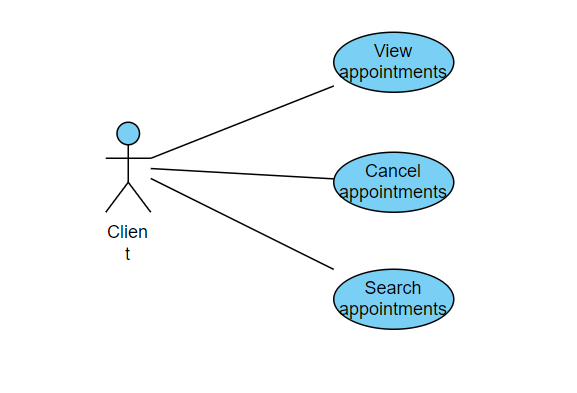 View
appointments
Cancel
appointments
Clien
t
Search
appointments